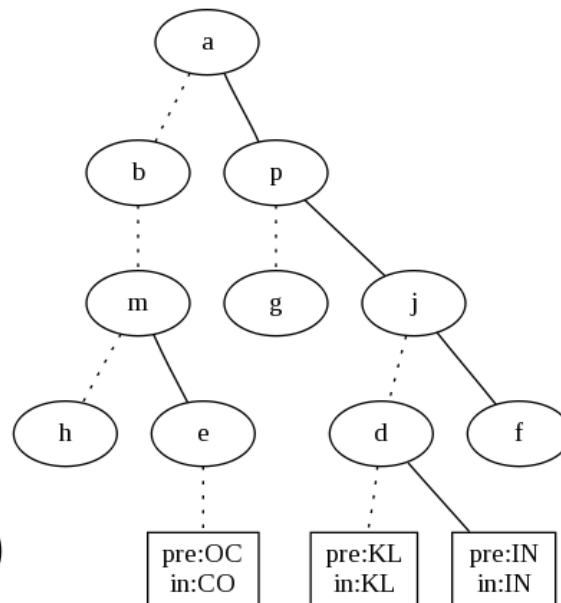 a
b p
m g j
h e d f
pre:OC pre:KL pre:IN
in:CO in:KL in:IN